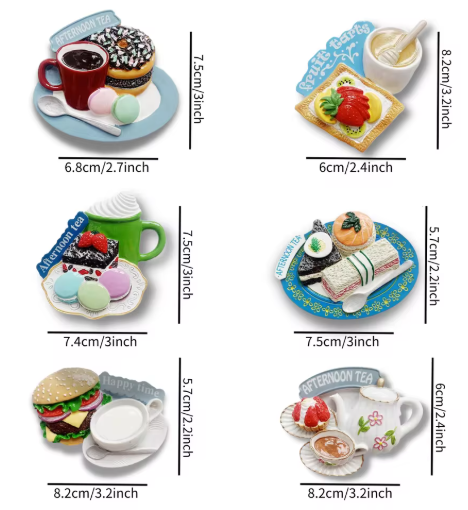 AFTERNOON TEA
7.5cm/3inch
6.8cm/2.7inch
fruit tarts
8.2cm/3.2inch
6cm/2.4inch
Afternoon tea
7.5cm/3inch
7.4cm/3inch
AFTERNOON TEA
5.7cm/2.2inch
7.5cm/3inch
Happy time
5.7cm/2.2inch
8.2cm/3.2inch
AFTERNOON TEA
6cm/2.4inch
8.2cm/3.2inch